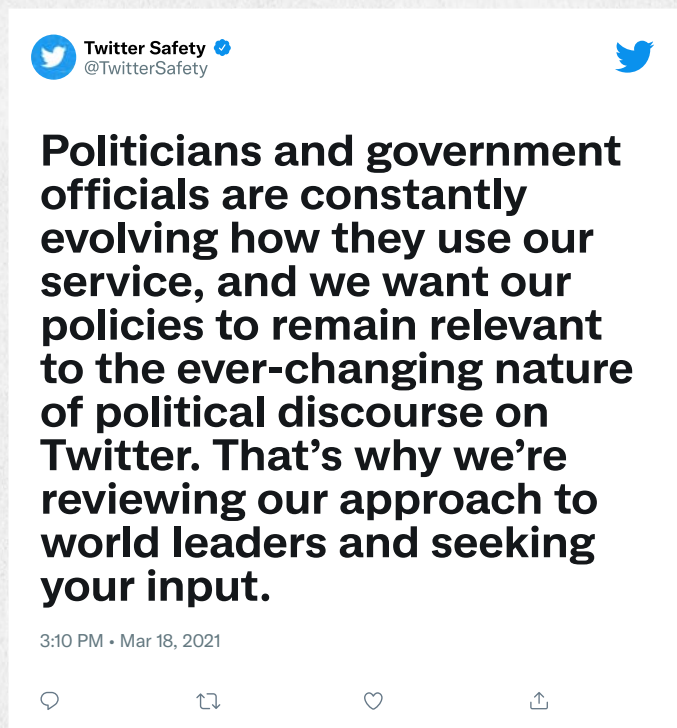 Twitter Safety
@TwitterSafety
Politicians and government
officials are constantly
evolving how they use our
service, and we want our
policies to remain relevant
to the ever-changing nature
of political discourse on
Twitter. That’s why we’re
reviewing our approach to
world leaders and seeking
your input.
3:10 PM • Mar 18, 2021